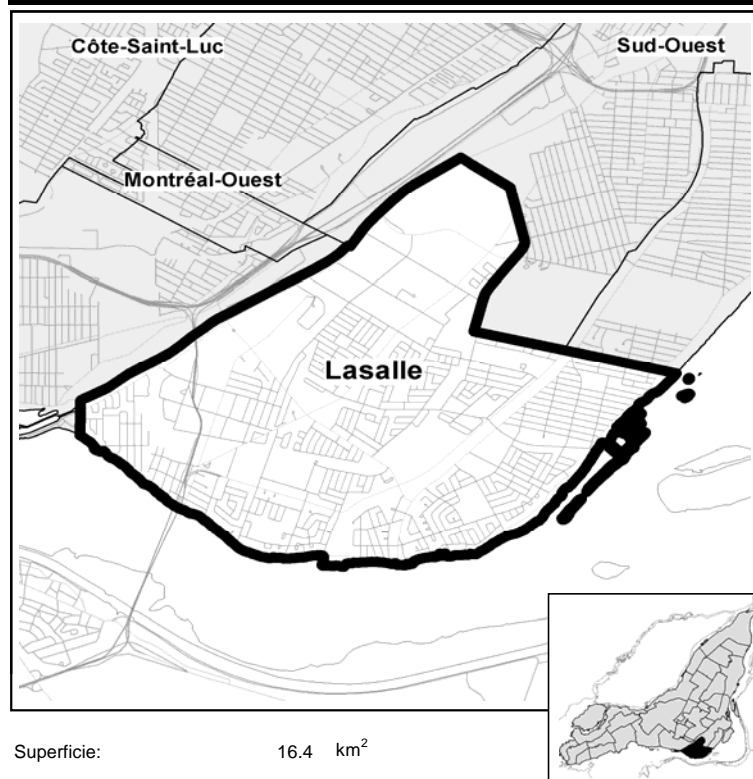 Côte-Saint-Luc
Sud-Ouest
Montréal-Ouest
Lasalle
Superficie: 16.4 km²